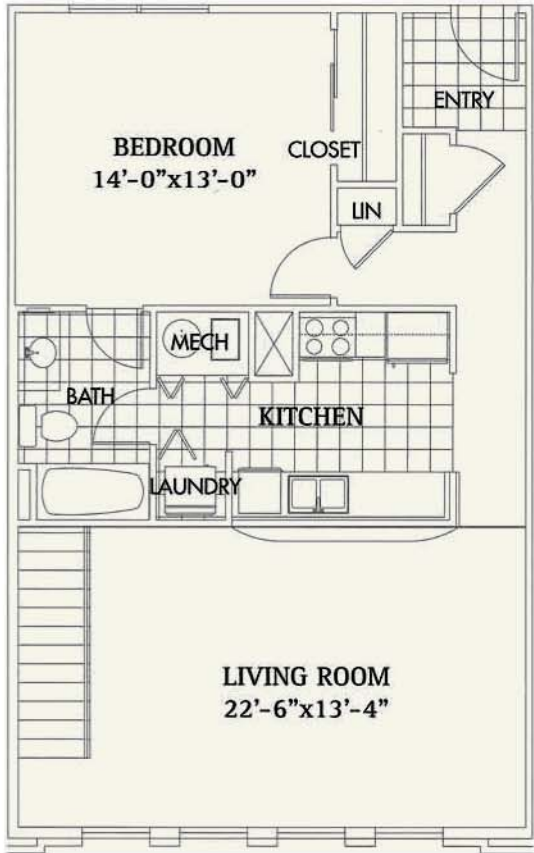 ENTRY
BEDROOM
14'-0"x13'-0"
CLOSET
LIN
MECH
BATH
KITCHEN
LAUNDRY
LIVING ROOM
22'-6"x13'-4"